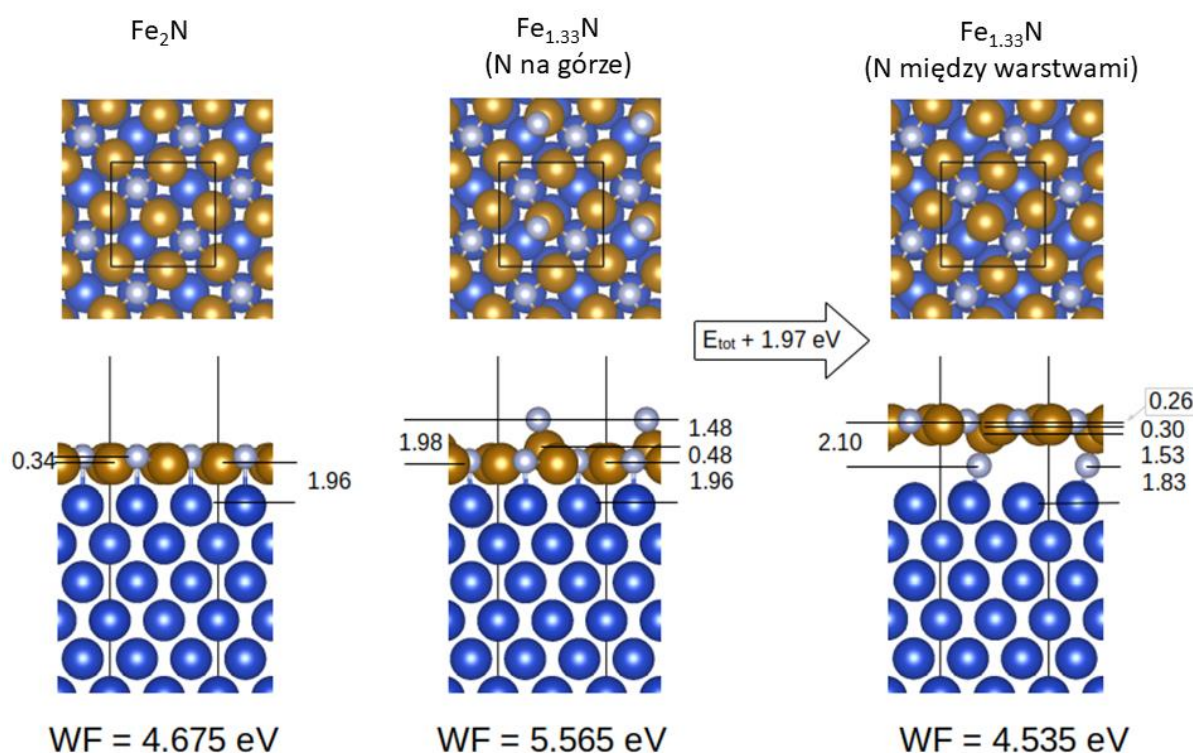 Fe₂N
Fe₁.₃₃N
(N na górze)
Fe₁.₃₃N
(N między warstwami)
Eₜₒₜ + 1.97 eV
0.34
1.96
1.98
1.48
0.48
1.96
2.10
0.26
0.30
1.53
1.83
WF = 4.675 eV
WF = 5.565 eV
WF = 4.535 eV